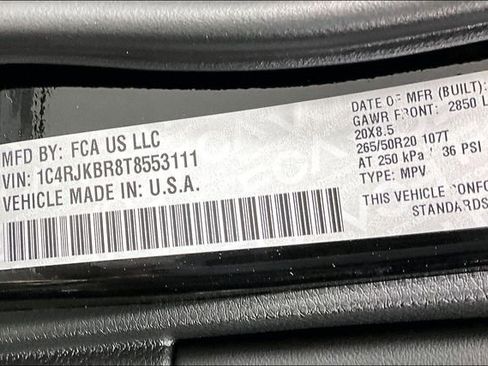 MFD BY: FCA US LLC
VIN: 1C4RJKBR8T8553111
VEHICLE MADE IN: U.S.A.
DATE OF MFR (BUILT):
GAWR FRONT: 2850 L
20X8.5
265/50R20 107T
AT 250 kPa 36 PSI
TYPE: MPV
THIS VEHICLE CONFO
STANDARDS